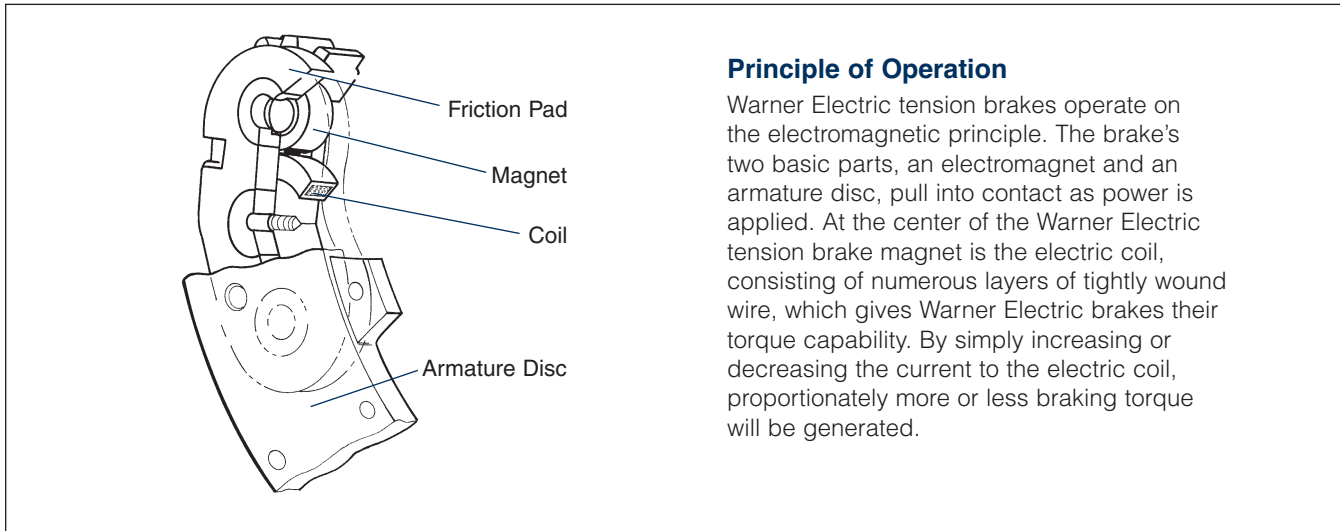 Friction Pad
Magnet
Coil
Armature Disc
Principle of Operation
Warner Electric tension brakes operate on
the electromagnetic principle. The brake’s
two basic parts, an electromagnet and an
armature disc, pull into contact as power is
applied. At the center of the Warner Electric
tension brake magnet is the electric coil,
consisting of numerous layers of tightly wound
wire, which gives Warner Electric brakes their
torque capability. By simply increasing or
decreasing the current to the electric coil,
proportionately more or less braking torque
will be generated.